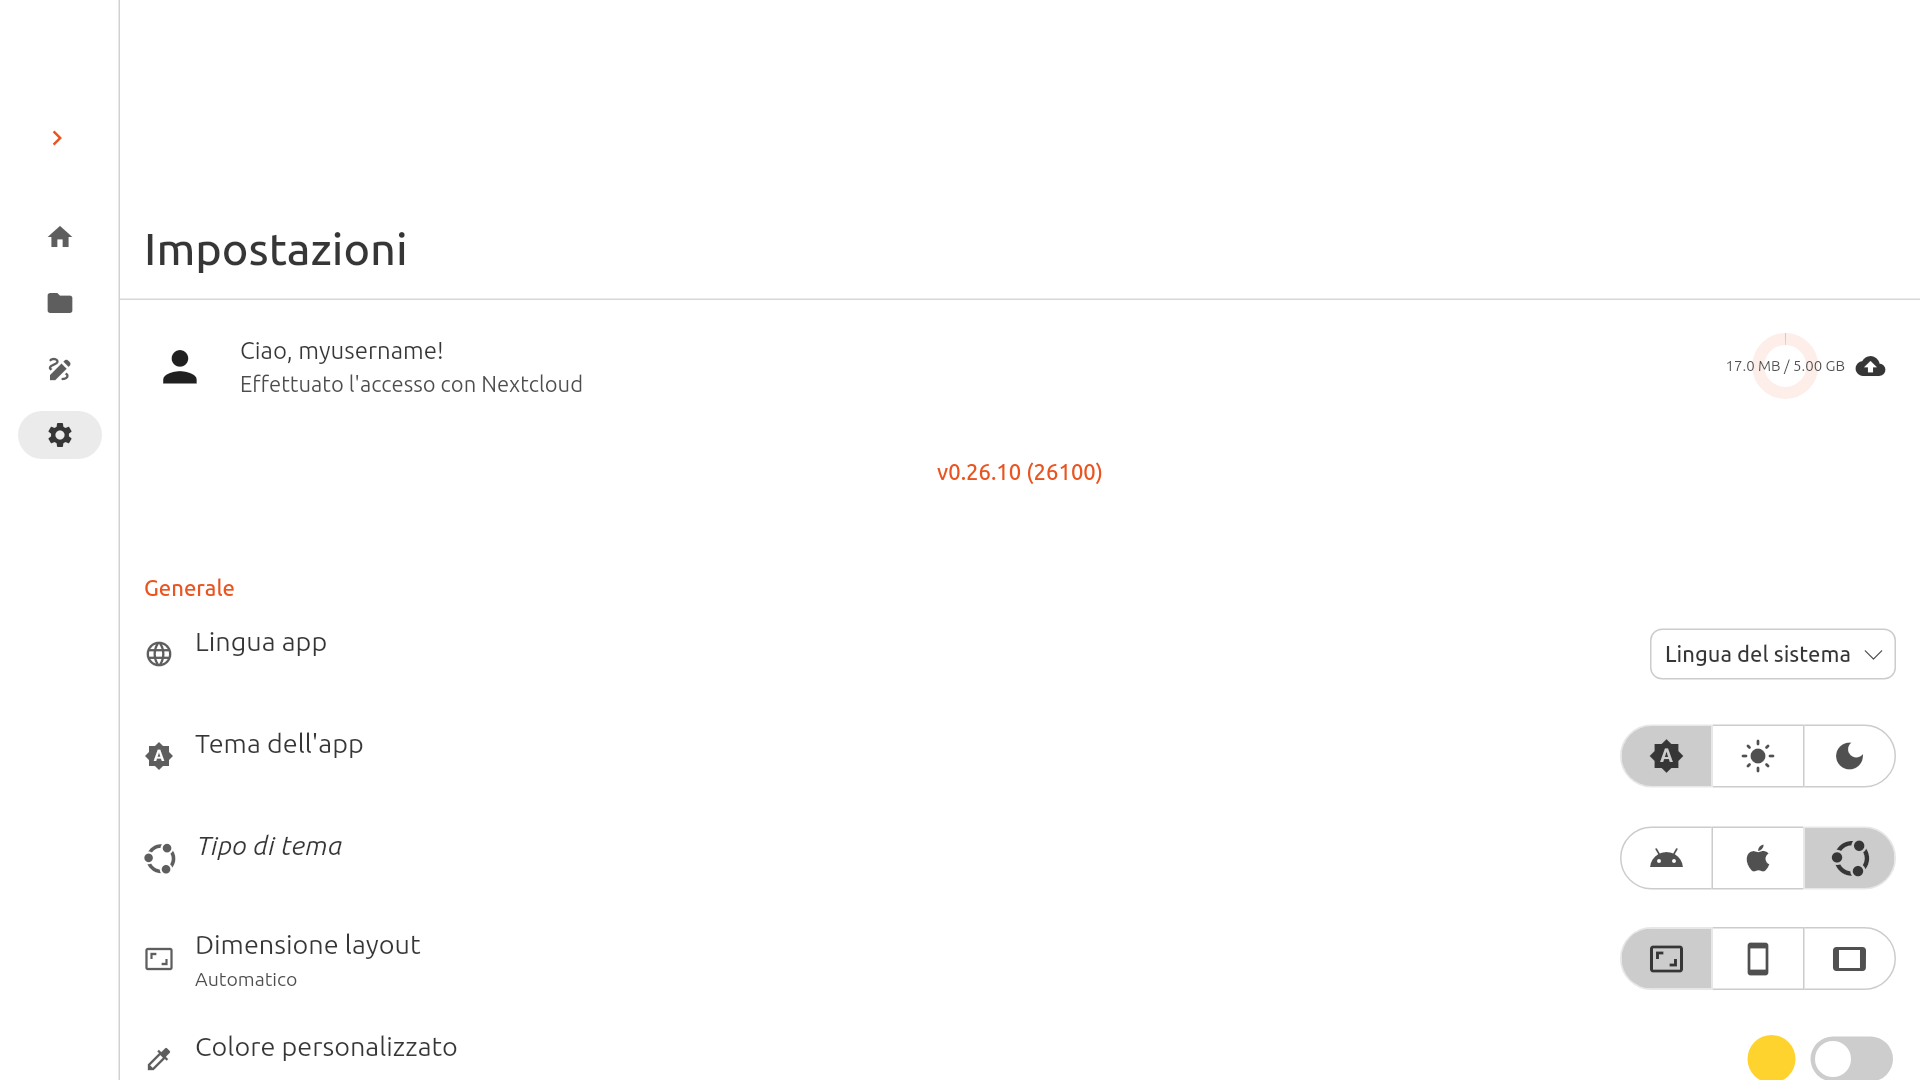 Impostazioni
Ciao, myusername!
Effettuato l'accesso con Nextcloud
17.0 MB / 5.00 GB
v0.26.10 (26100)
Generale
Lingua app
Lingua del sistema
Tema dell'app
Tipo di tema
Dimensione layout
Automatico
Colore personalizzato